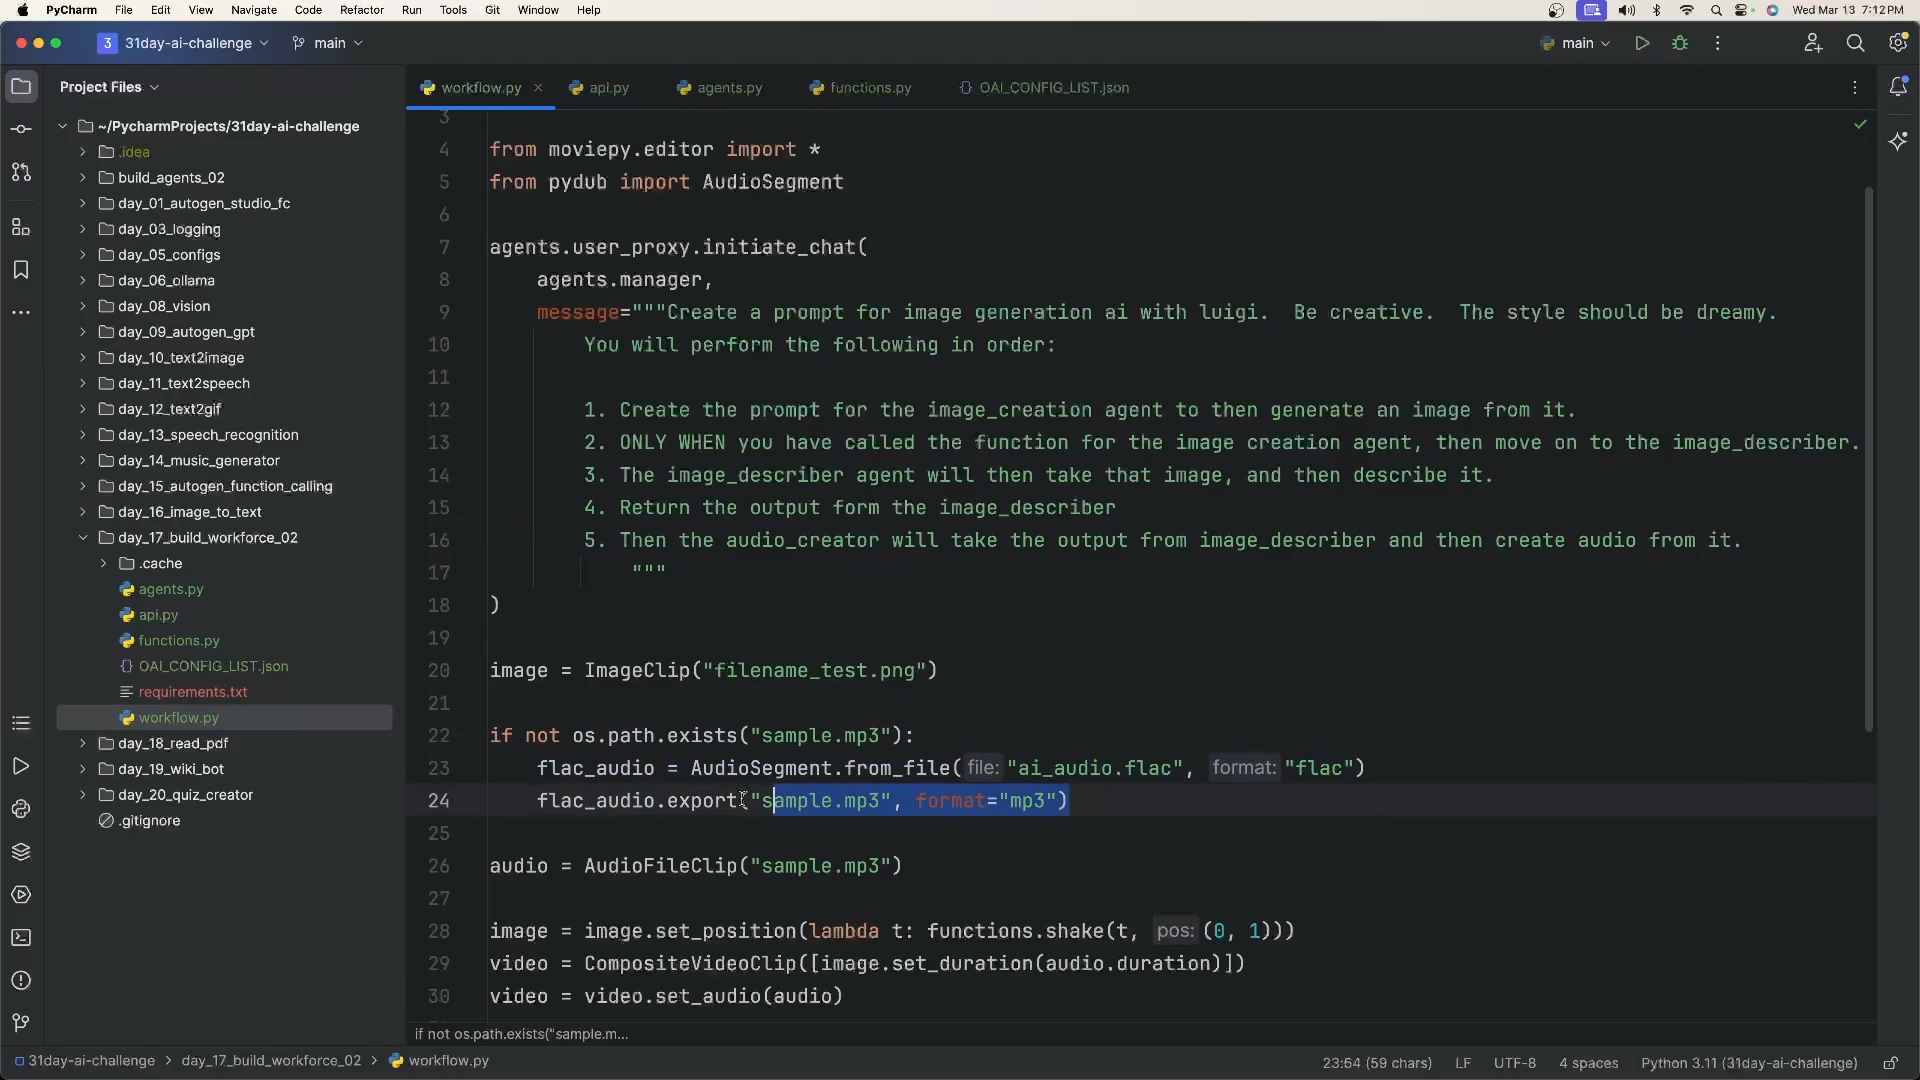 PyCharm File Edit View Navigate Code Refactor Run Tools Git Window Help
Wed Mar 13 7:12 PM
3 31day-ai-challenge main
main
Project Files
~/PycharmProjects/31day-ai-challenge
.idea
build_agents_02
day_01_autogen_studio_fc
day_03_logging
day_05_configs
day_06_ollama
day_08_vision
day_09_autogen_gpt
day_10_text2image
day_11_text2speech
day_12_text2gif
day_13_speech_recognition
day_14_music_generator
day_15_autogen_function_calling
day_16_image_to_text
day_17_build_workforce_02
.cache
agents.py
api.py
functions.py
OAI_CONFIG_LIST.json
requirements.txt
workflow.py
day_18_read_pdf
day_19_wiki_bot
day_20_quiz_creator
.gitignore
workflow.py api.py agents.py functions.py OAI_CONFIG_LIST.json
3
4 from moviepy.editor import *
5 from pydub import AudioSegment
6
7 agents.user_proxy.initiate_chat(
8 agents.manager,
9 message="""Create a prompt for image generation ai with luigi. Be creative. The style should be dreamy.
10 You will perform the following in order:
11
12 1. Create the prompt for the image_creation agent to then generate an image from it.
13 2. ONLY WHEN you have called the function for the image creation agent, then move on to the image_describer.
14 3. The image_describer agent will then take that image, and then describe it.
15 4. Return the output form the image_describer
16 5. Then the audio_creator will take the output from image_describer and then create audio from it.
17 """
18 )
19
20 image = ImageClip("filename_test.png")
21
22 if not os.path.exists("sample.mp3"):
23 flac_audio = AudioSegment.from_file( file: "ai_audio.flac", format: "flac")
24 flac_audio.export("sample.mp3", format="mp3")
25
26 audio = AudioFileClip("sample.mp3")
27
28 image = image.set_position(lambda t: functions.shake(t, pos: (0, 1)))
29 video = CompositeVideoClip([image.set_duration(audio.duration)])
30 video = video.set_audio(audio)
if not os.path.exists("sample.m...
31day-ai-challenge > day_17_build_workforce_02 > workflow.py
23:54 (59 chars) LF UTF-8 4 spaces Python 3.11 (31day-ai-challenge)